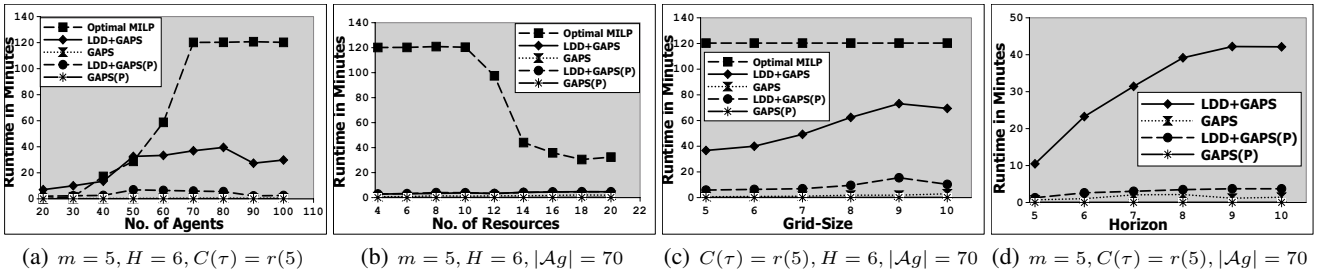 Runtime in Minutes
140
120
100
80
60
40
20
0
Optimal MILP
LDD+GAPS
GAPS
LDD+GAPS(P)
GAPS(P)
20 30 40 50 60 70 80 90 100 110
No. of Agents
(a) m = 5, H = 6, C(τ) = r(5)
Runtime in Minutes
140
120
100
80
60
40
20
0
Optimal MILP
LDD+GAPS
GAPS
LDD+GAPS(P)
GAPS(P)
4 6 8 10 12 14 16 18 20 22
No. of Resources
(b) m = 5, H = 6, |Ag| = 70
Runtime in Minutes
140
120
100
80
60
40
20
0
Optimal MILP
LDD+GAPS
GAPS
LDD+GAPS(P)
GAPS(P)
5 6 7 8 9 10
Grid-Size
(c) C(τ) = r(5), H = 6, |Ag| = 70
Runtime in Minutes
50
40
30
20
10
0
LDD+GAPS
GAPS
LDD+GAPS(P)
GAPS(P)
5 6 7 8 9 10
Horizon
(d) m = 5, C(τ) = r(5), |Ag| = 70